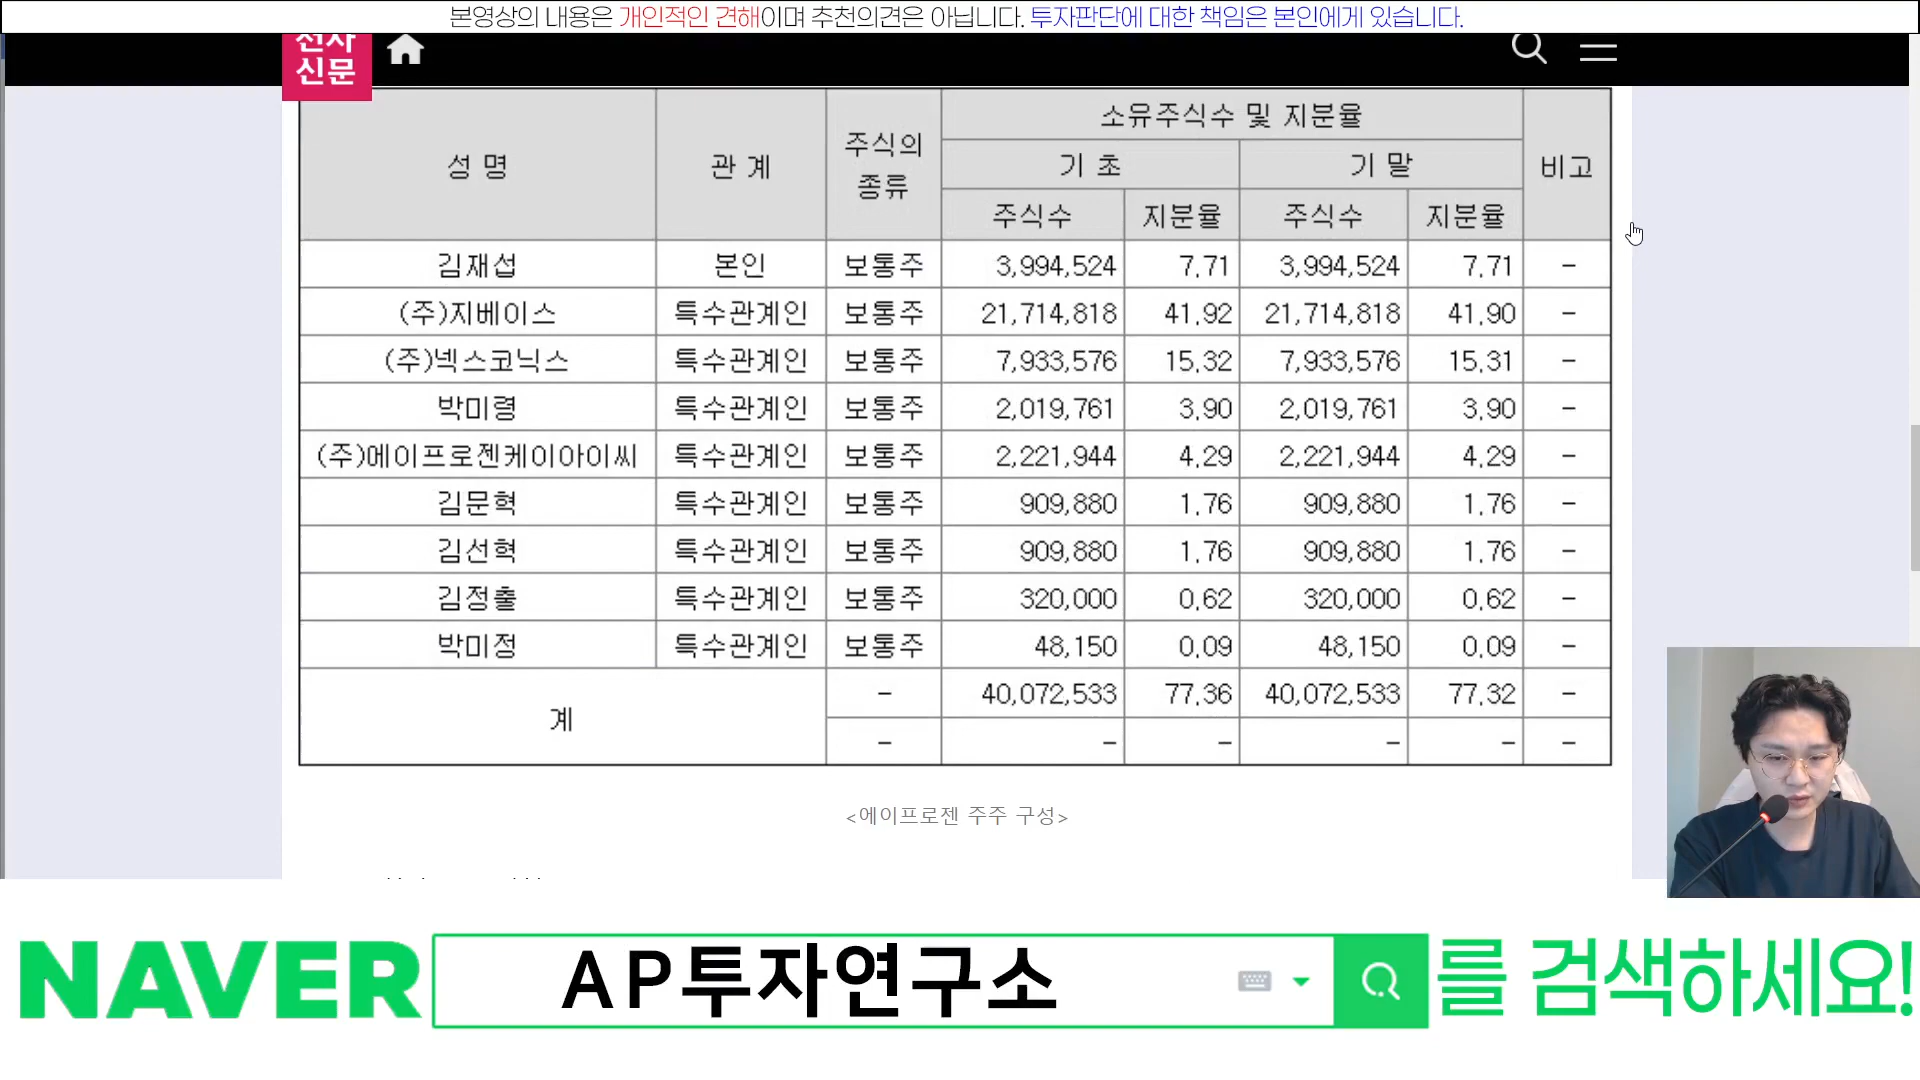 본영상의 내용은 개인적인 견해이며 추천의견은 아닙니다. 투자판단에 대한 책임은 본인에게 있습니다.
전자
신문
성 명 관 계 주식의 종류 소유주식수 및 지분율 비고
기 초 기 말
주식수 지분율 주식수 지분율
김재섭 본인 보통주 3,994,524 7.71 3,994,524 7.71 -
(주)지베이스 특수관계인 보통주 21,714,818 41.92 21,714,818 41.90 -
(주)넥스코닉스 특수관계인 보통주 7,933,576 15.32 7,933,576 15.31 -
박미령 특수관계인 보통주 2,019,761 3.90 2,019,761 3.90 -
(주)에이프로젠케이아이씨 특수관계인 보통주 2,221,944 4.29 2,221,944 4.29 -
김문혁 특수관계인 보통주 909,880 1.76 909,880 1.76 -
김선혁 특수관계인 보통주 909,880 1.76 909,880 1.76 -
김정출 특수관계인 보통주 320,000 0.62 320,000 0.62 -
박미정 특수관계인 보통주 48,150 0.09 48,150 0.09 -
계 - 40,072,533 77.36 40,072,533 77.32 -
- - - - - -
<에이프로젠 주주 구성>
NAVER AP투자연구소 를 검색하세요!